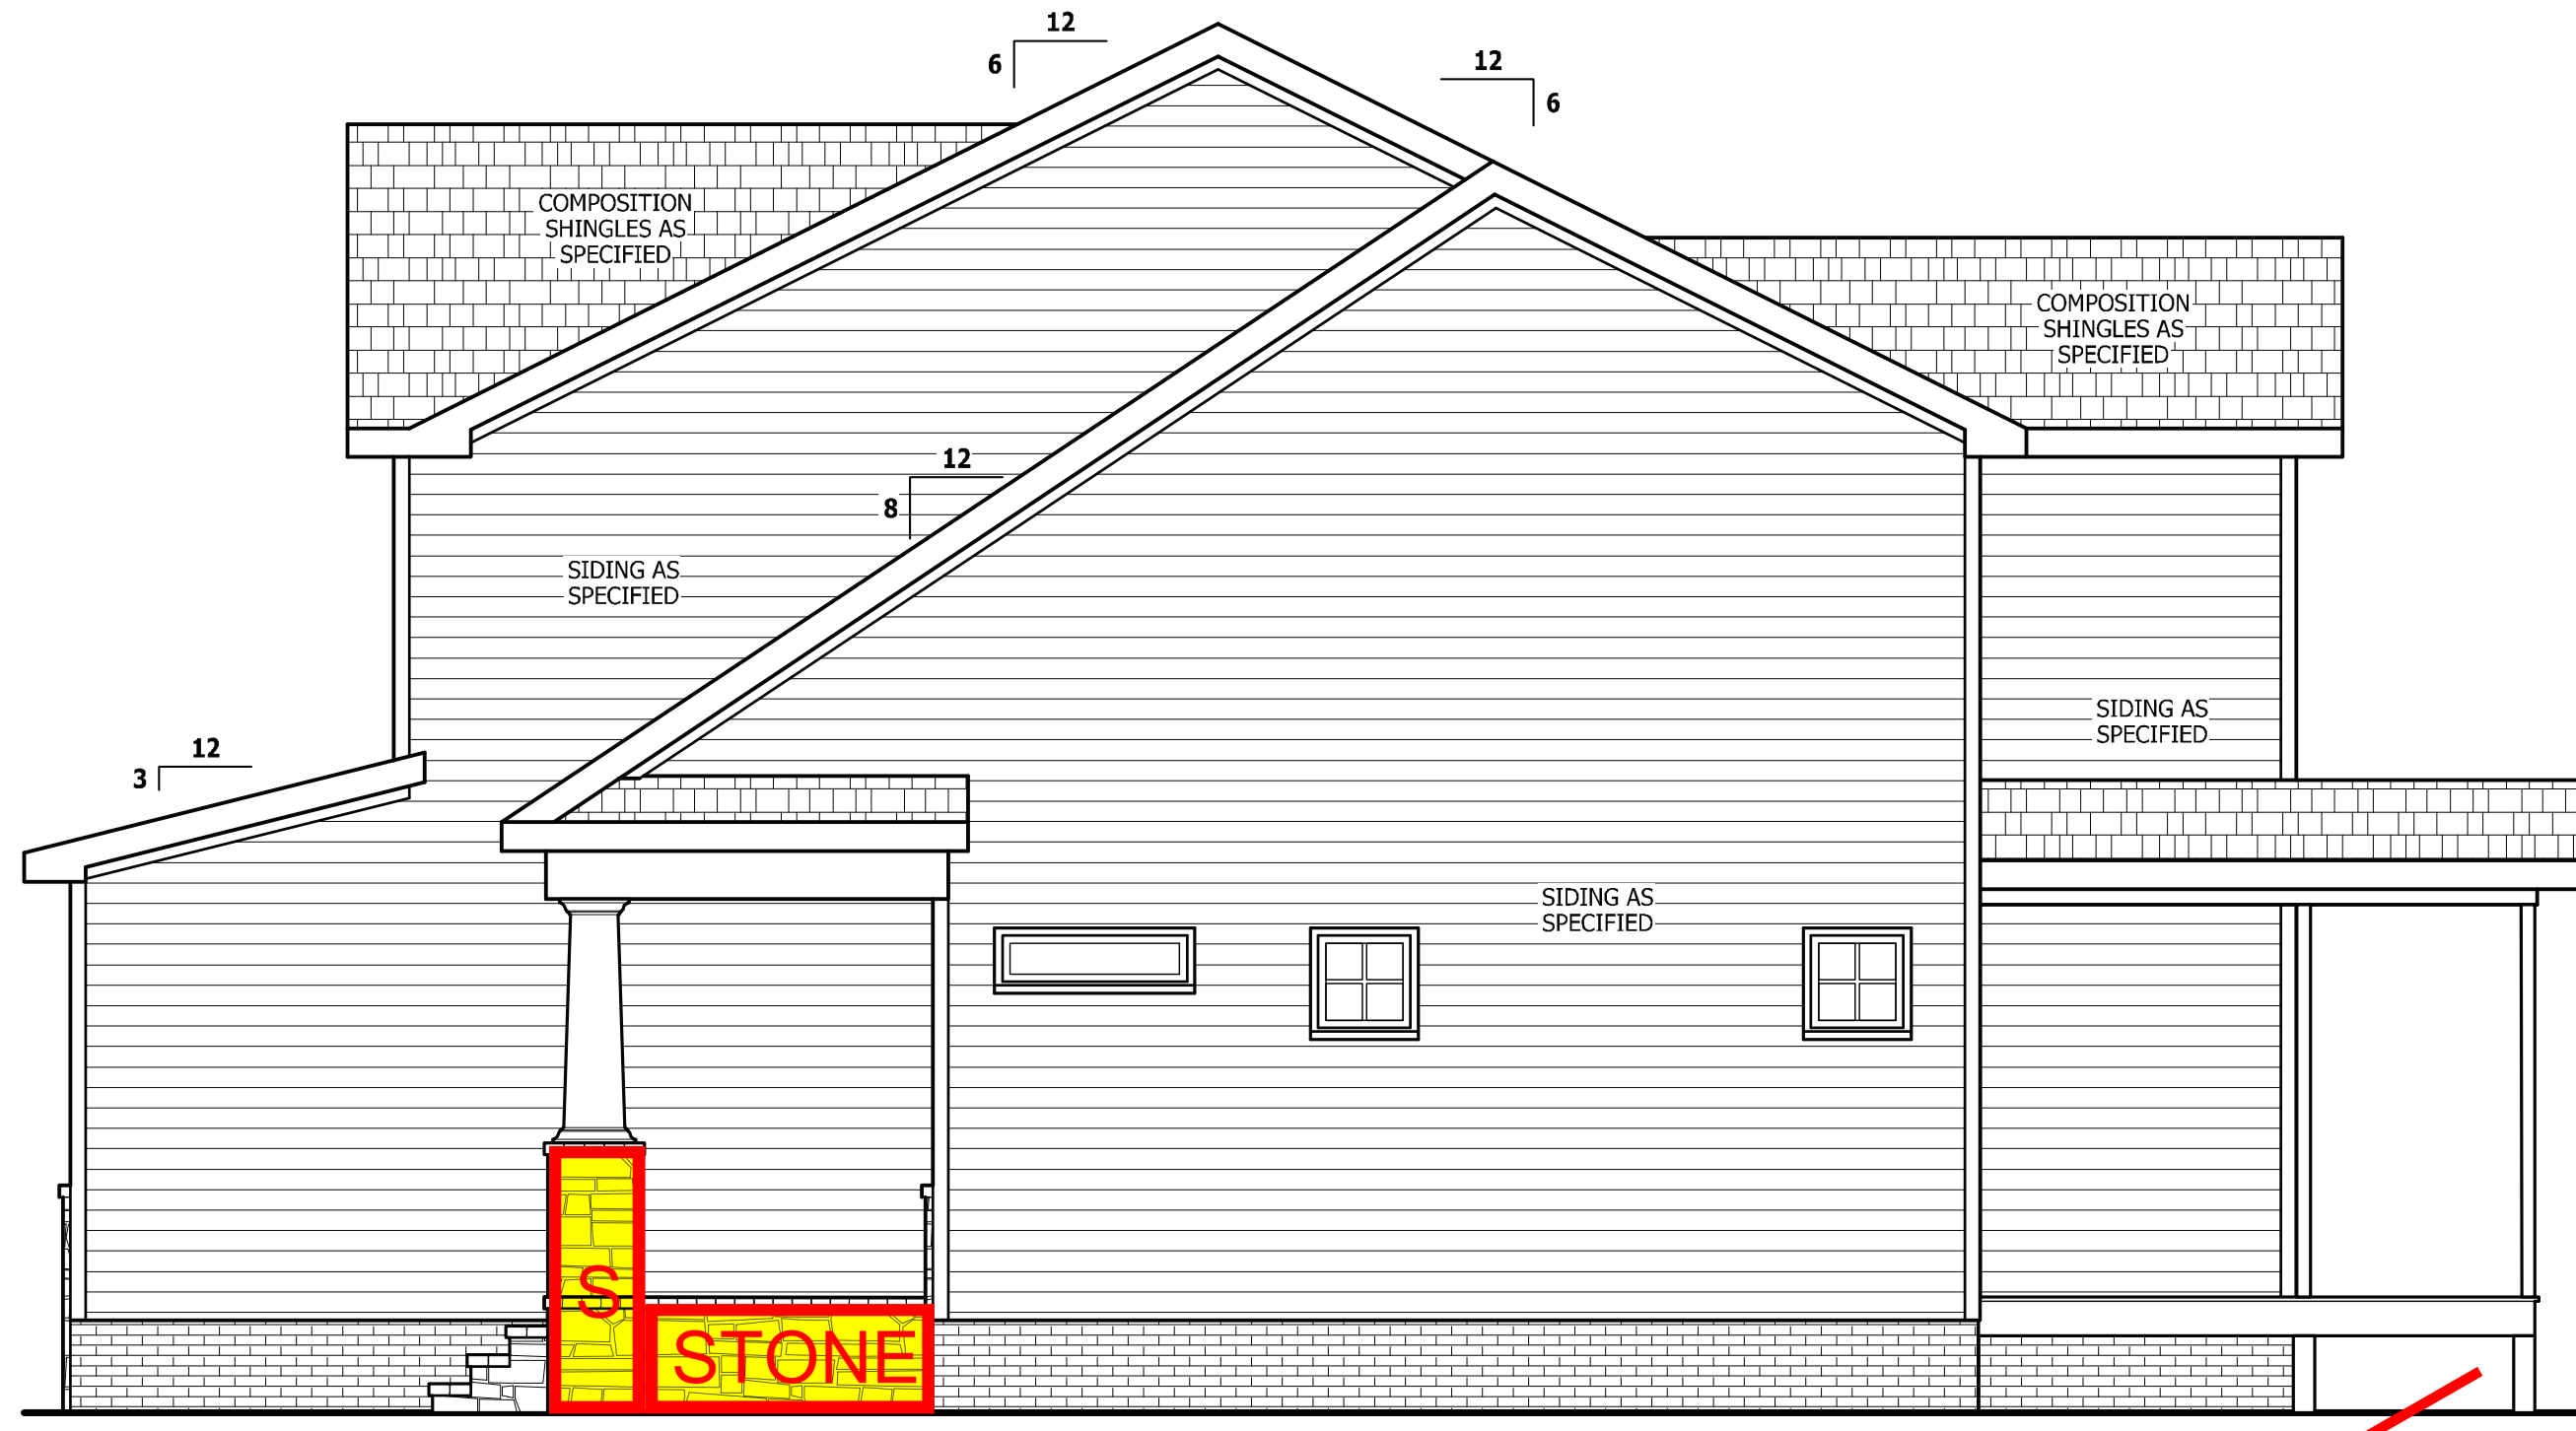 12
6
12
6
COMPOSITION
SHINGLES AS
SPECIFIED
COMPOSITION
SHINGLES AS
SPECIFIED
12
8
SIDING AS
SPECIFIED
SIDING AS
SPECIFIED
12
3
SIDING AS
SPECIFIED
S
STONE